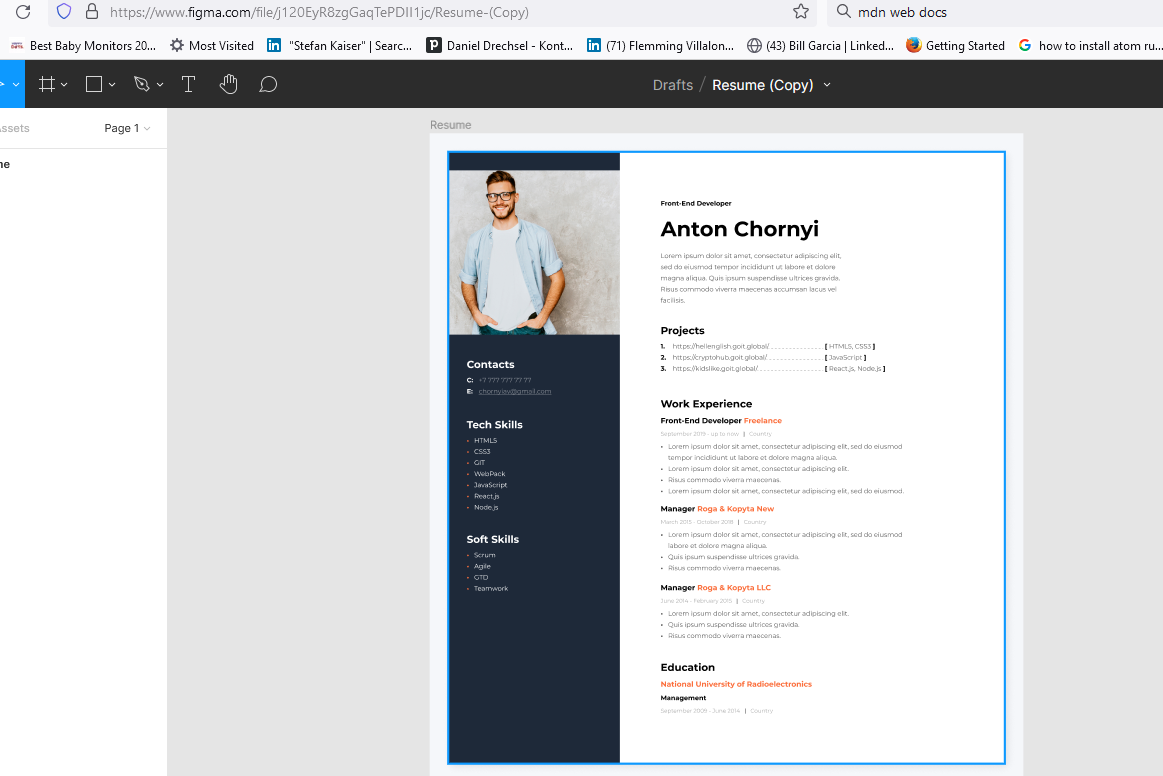 https://www.figma.com/file/j120EyR8zgGaqTePDII1jc/Resume-(Copy)
mdn web docs
Best Baby Monitors 20...
Most Visited
"Stefan Kaiser" | Searc...
Daniel Drechsel - Kont...
(71) Flemming Villalon...
(43) Bill Garcia | Linked...
Getting Started
how to install atom ru...
Drafts / Resume (Copy)
Page 1
Resume
Front-End Developer
Anton Chornyi
Lorem ipsum dolor sit amet, consectetur adipiscing elit,
sed do eiusmod tempor incididunt ut labore et dolore
magna aliqua. Quis ipsum suspendisse ultrices gravida.
Risus commodo viverra maecenas accumsan lacus vel
facilisis.
Projects
1. https://hellenglish.goit.global/ [ HTML5, CSS3 ]
2. https://cryptohub.goit.global/ [ JavaScript ]
3. https://kidslike.goit.global/ [ React.js, Node.js ]
Contacts
C: +7 777 777 77 77
E: chornyjay@gmail.com
Tech Skills
• HTML5
• CSS3
• GIT
• WebPack
• JavaScript
• React.js
• Node.js
Soft Skills
• Scrum
• Agile
• GTD
• Teamwork
Work Experience
Front-End Developer Freelance
September 2019 - up to now | Country
• Lorem ipsum dolor sit amet, consectetur adipiscing elit, sed do eiusmod
tempor incididunt ut labore et dolore magna aliqua.
• Lorem ipsum dolor sit amet, consectetur adipiscing elit.
• Risus commodo viverra maecenas.
• Lorem ipsum dolor sit amet, consectetur adipiscing elit, sed do eiusmod.
Manager Roga & Kopyta New
March 2015 - October 2018 | Country
• Lorem ipsum dolor sit amet, consectetur adipiscing elit, sed do eiusmod
labore et dolore magna aliqua.
• Quis ipsum suspendisse ultrices gravida.
• Risus commodo viverra maecenas.
Manager Roga & Kopyta LLC
June 2014 - February 2015 | Country
• Lorem ipsum dolor sit amet, consectetur adipiscing elit.
• Quis ipsum suspendisse ultrices gravida.
• Risus commodo viverra maecenas.
Education
National University of Radioelectronics
Management
September 2009 - June 2014 | Country